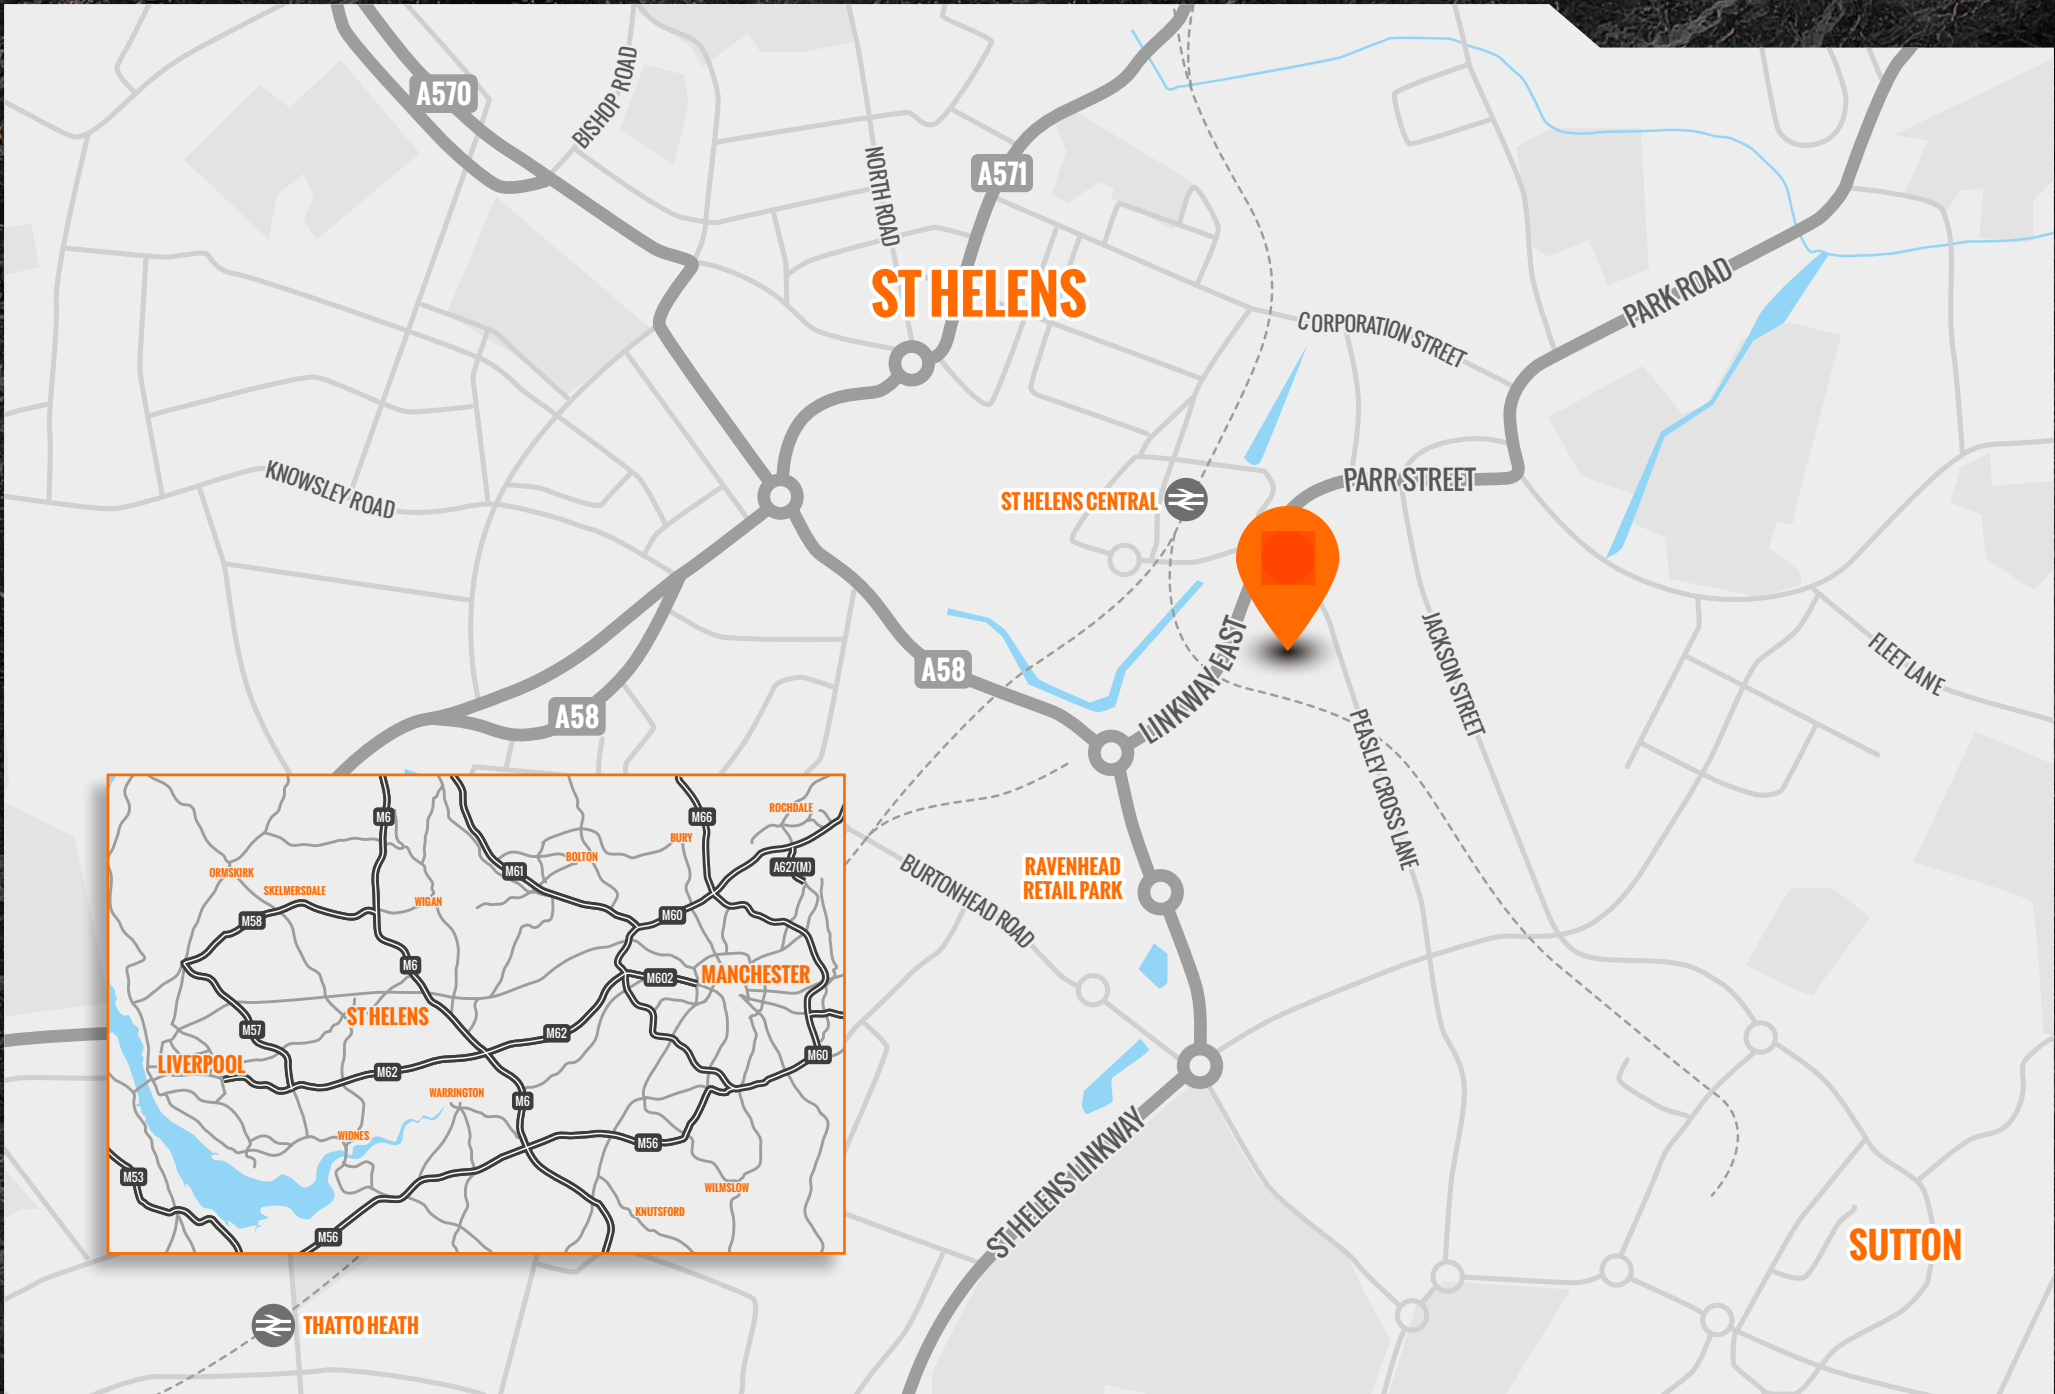 A570
BISHOP ROAD
NORTH ROAD
A571
ST HELENS
PARK ROAD
CORPORATION STREET
PARR STREET
KNOWSLEY ROAD
ST HELENS CENTRAL
A58
A58
LINKWAY EAST
JACKSON STREET
FLEET LANE
PEASLEY CROSS LANE
BURTONHEAD ROAD
RAVENHEAD
RETAIL PARK
ST HELENS LINKWAY
SUTTON
THATTO HEATH
M6
M66
ROCHDALE
BURY
BOLTON
A627(M)
M61
ORMSKIRK
SKELMERSDALE
WIGAN
M58
M60
M6
M602
MANCHESTER
ST HELENS
M57
M62
LIVERPOOL
M62
M60
WARRINGTON
M6
WIDNES
M56
M53
WILMSLOW
KNUTSFORD
M56